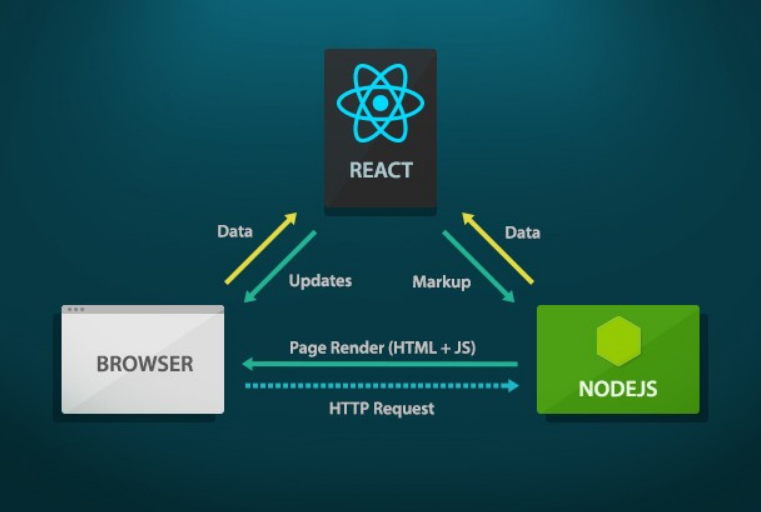 REACT
Data
Data
Updates
Markup
BROWSER
Page Render (HTML + JS)
HTTP Request
NODEJS